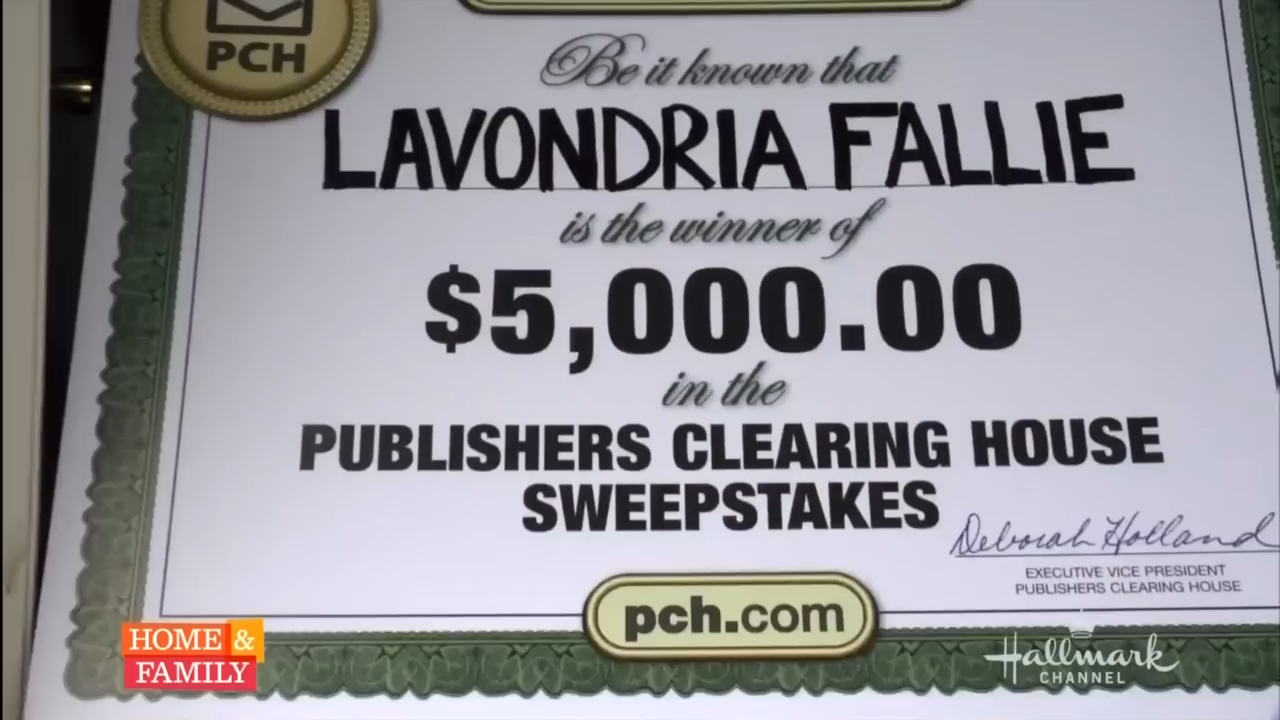 PCH
Be it known that
LAVONDRIA FALLIE
is the winner of
$5,000.00
in the
PUBLISHERS CLEARING HOUSE
SWEEPSTAKES
Deborah Holland
EXECUTIVE VICE PRESIDENT
PUBLISHERS CLEARING HOUSE
pch.com
HOME &
FAMILY
Hallmark
CHANNEL